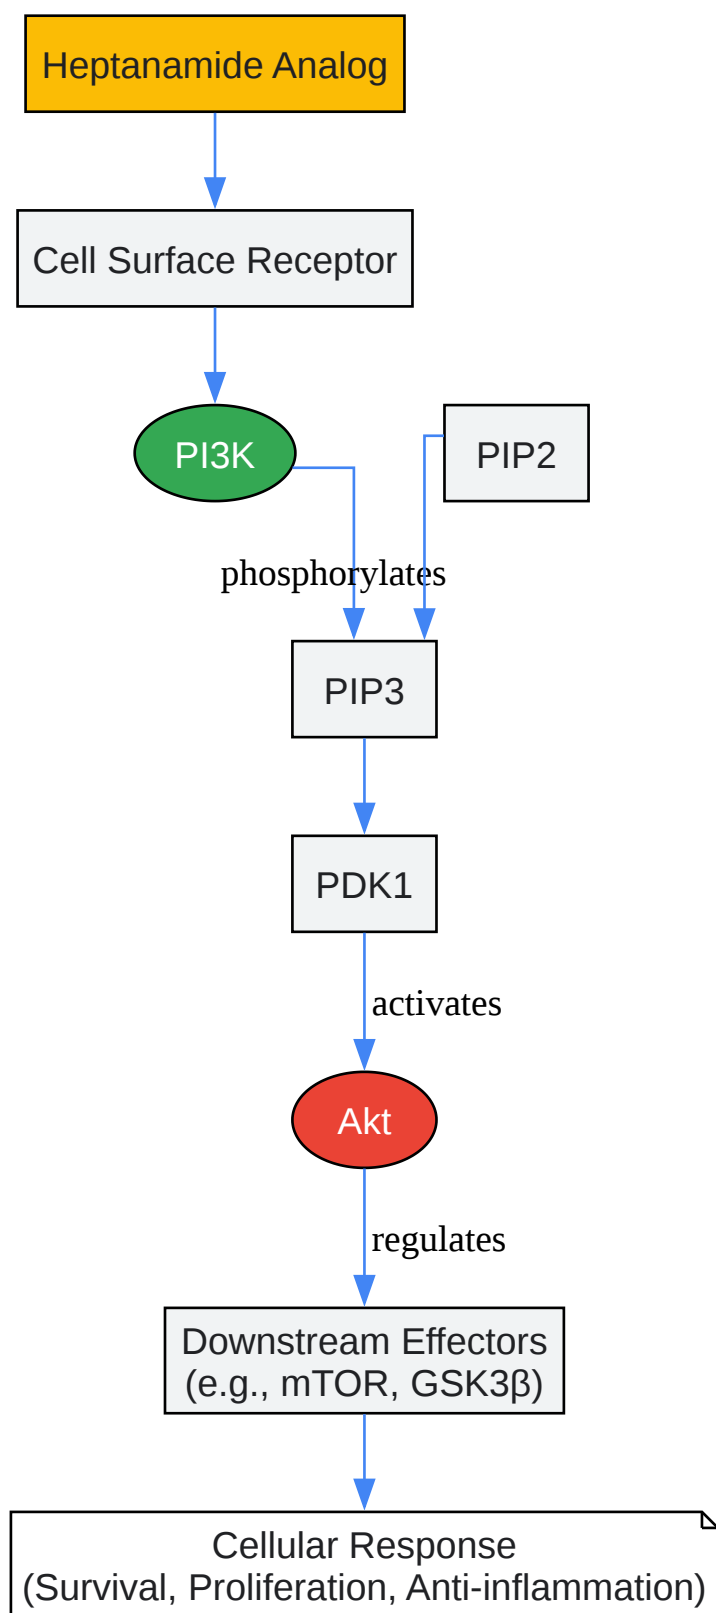 Heptanamide Analog
Cell Surface Receptor
PI3K
PIP2
phosphorylates
PIP3
PDK1
activates
Akt
regulates
Downstream Effectors
(e.g., mTOR, GSK3β)
Cellular Response
(Survival, Proliferation, Anti-inflammation)